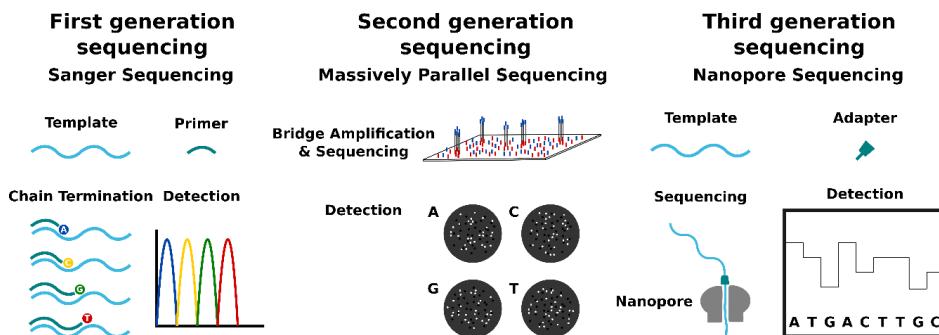 First generation
sequencing
Sanger Sequencing
Template
Primer
Chain Termination
Detection
A
C
G
T
Second generation
sequencing
Massively Parallel Sequencing
Bridge Amplification
& Sequencing
Detection
A
C
G
T
Third generation
sequencing
Nanopore Sequencing
Template
Adapter
Sequencing
Detection
Nanopore
A T G A C T T G C